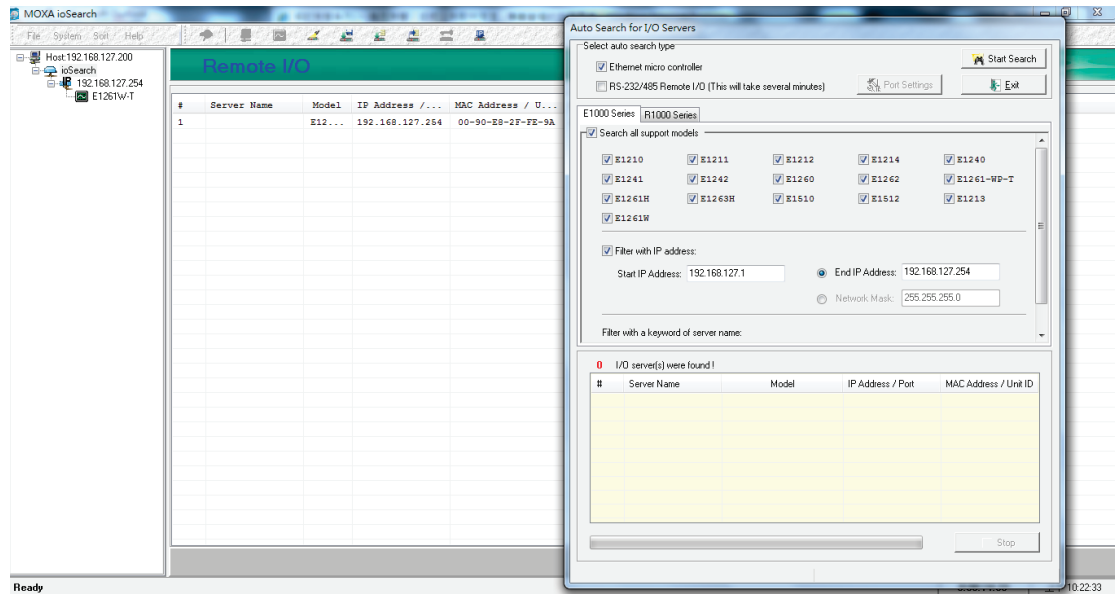 MOXA ioSearch
File System Sort Help
Host:192.168.127.200
ioSearch
192.168.127.254
E1261W-T
Remote I/O
# Server Name Model IP Address /... MAC Address / U...
1 E12... 192.168.127.254 00-90-E8-2F-FE-9A
Ready
10:22:33
Auto Search for I/O Servers
Select auto search type
Ethernet micro controller
RS-232/485 Remote I/O (This will take several minutes)
Port Settings
Start Search
Exit
E1000 Series R1000 Series
Search all support models
E1210 E1211 E1212 E1214 E1240
E1241 E1242 E1260 E1262 E1261-WP-T
E1261H E1263H E1510 E1512 E1213
E1261W
Filter with IP address:
Start IP Address: 192.168.127.1 End IP Address: 192.168.127.254
Network Mask: 255.255.255.0
Filter with a keyword of server name:
0 I/O server(s) were found !
# Server Name Model IP Address / Port MAC Address / Unit ID
Stop